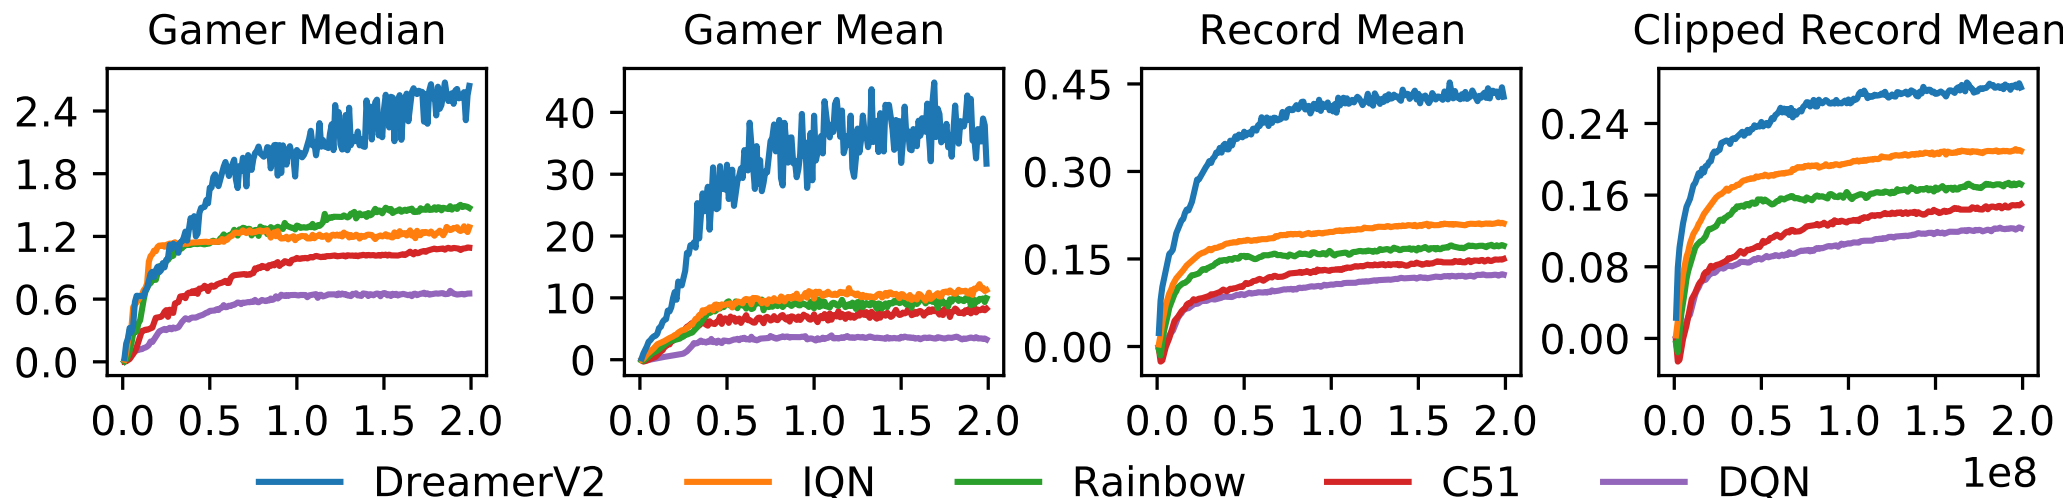 Gamer Median
Gamer Mean
Record Mean
Clipped Record Mean
2.4
1.8
1.2
0.6
0.0
0.0 0.5 1.0 1.5 2.0
40
30
20
10
0
0.0 0.5 1.0 1.5 2.0
0.45
0.30
0.15
0.00
0.0 0.5 1.0 1.5 2.0
0.24
0.16
0.08
0.00
0.0 0.5 1.0 1.5 2.0
1e8
DreamerV2 IQN Rainbow C51 DQN